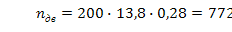 n_дв = 200 · 13,8 · 0,28 = 772